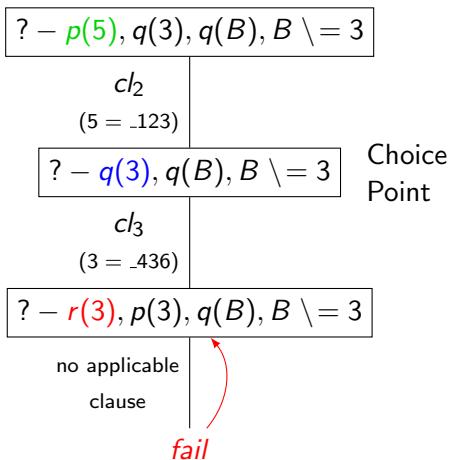 ? − p(5), q(3), q(B), B \= 3
cl₂
(5 = _123)
? − q(3), q(B), B \= 3
Choice
Point
cl₃
(3 = _436)
? − r(3), p(3), q(B), B \= 3
no applicable
clause
fail